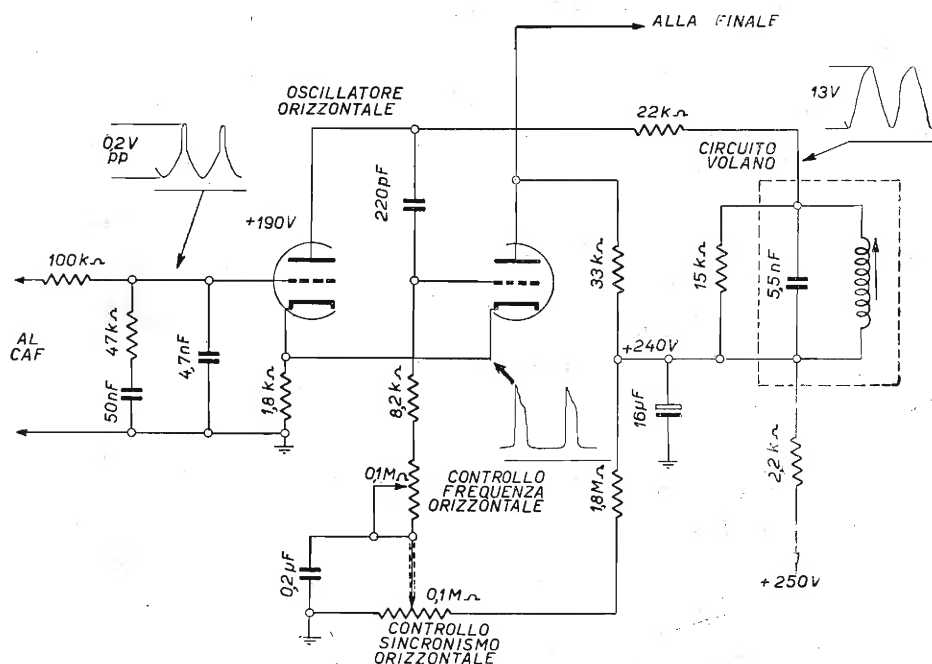 ALLA FINALE
OSCILLATORE
ORIZZONTALE
13V
22kΩ
0,2V
pp
CIRCUITO
VOLANO
220pF
+190V
100kΩ
33kΩ
15kΩ
5,5nF
AL
CAF
47kΩ
50nF
4,7nF
1,8kΩ
8,2kΩ
+240V
16µF
2,2kΩ
0,1MΩ
CONTROLLO
FREQUENZA
ORIZZONTALE
1,8MΩ
0,2µF
0,1MΩ
+250V
CONTROLLO
SINCRONISMO
ORIZZONTALE